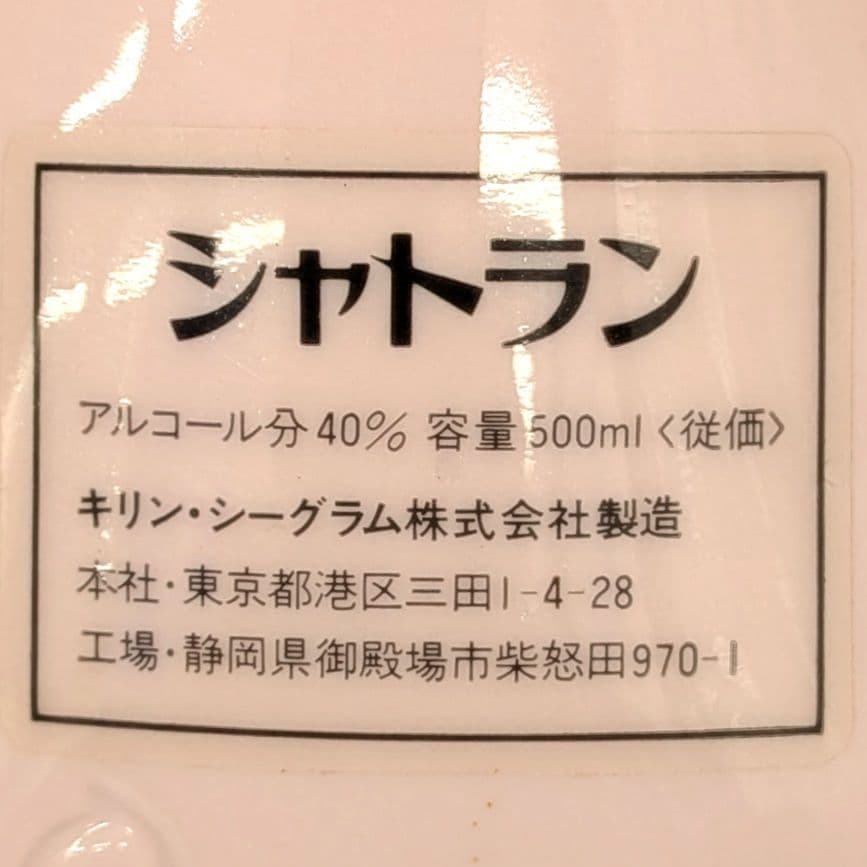 シャトラン
アルコール分40% 容量500ml〈従価〉
キリン・シーグラム株式会社製造
本社・東京都港区三田1-4-28
工場・静岡県御殿場市柴怒田970-1